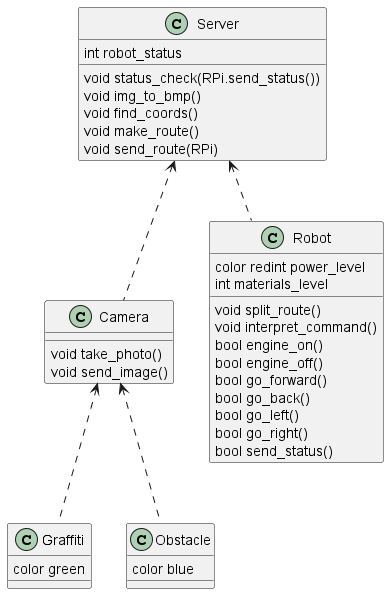 C Server
int robot_status
void status_check(RPi.send_status())
void img_to_bmp()
void find_coords()
void make_route()
void send_route(RPi)
C Robot
color redint power_level
int materials_level
void split_route()
void interpret_command()
bool engine_on()
bool engine_off()
bool go_forward()
bool go_back()
bool go_left()
bool go_right()
bool send_status()
C Camera
void take_photo()
void send_image()
C Graffiti
color green
C Obstacle
color blue